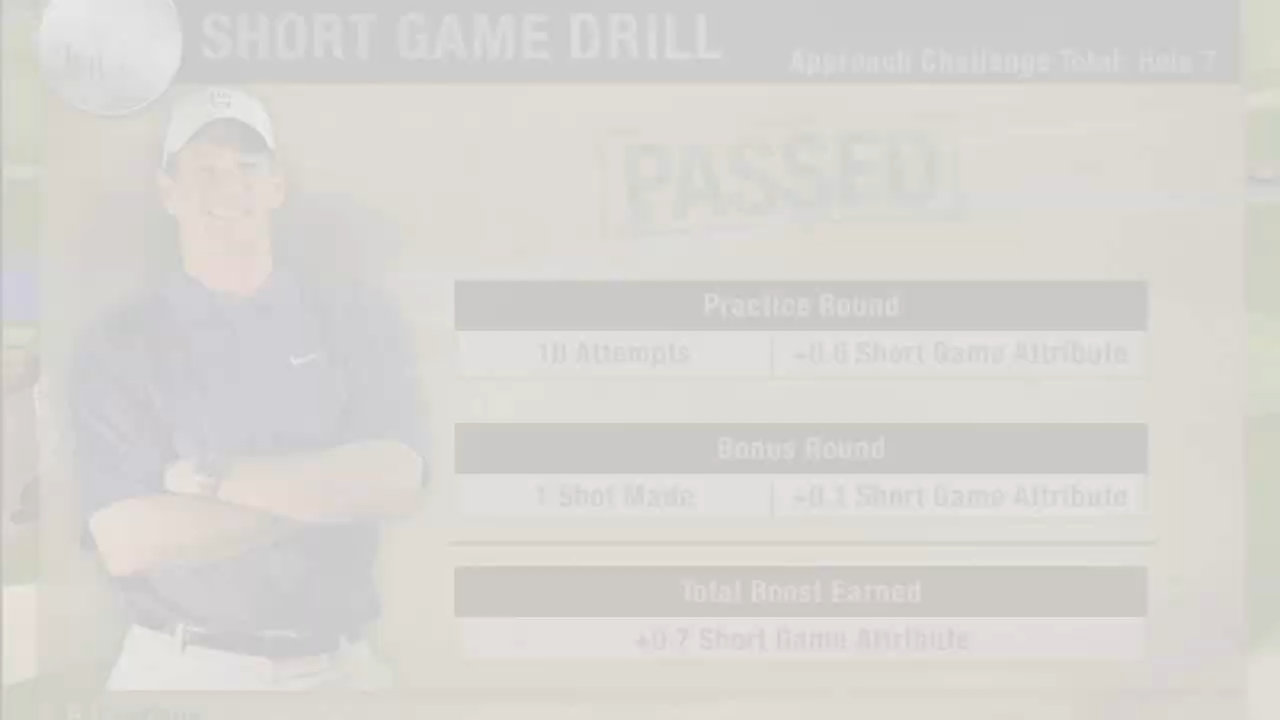 SHORT GAME DRILL
Approach Challenge Total: Hole 7
PASSED
Practice Round
10 Attempts
+0.6 Short Game Attribute
Bonus Round
1 Shot Made
+0.1 Short Game Attribute
Total Boost Earned
+0.7 Short Game Attribute